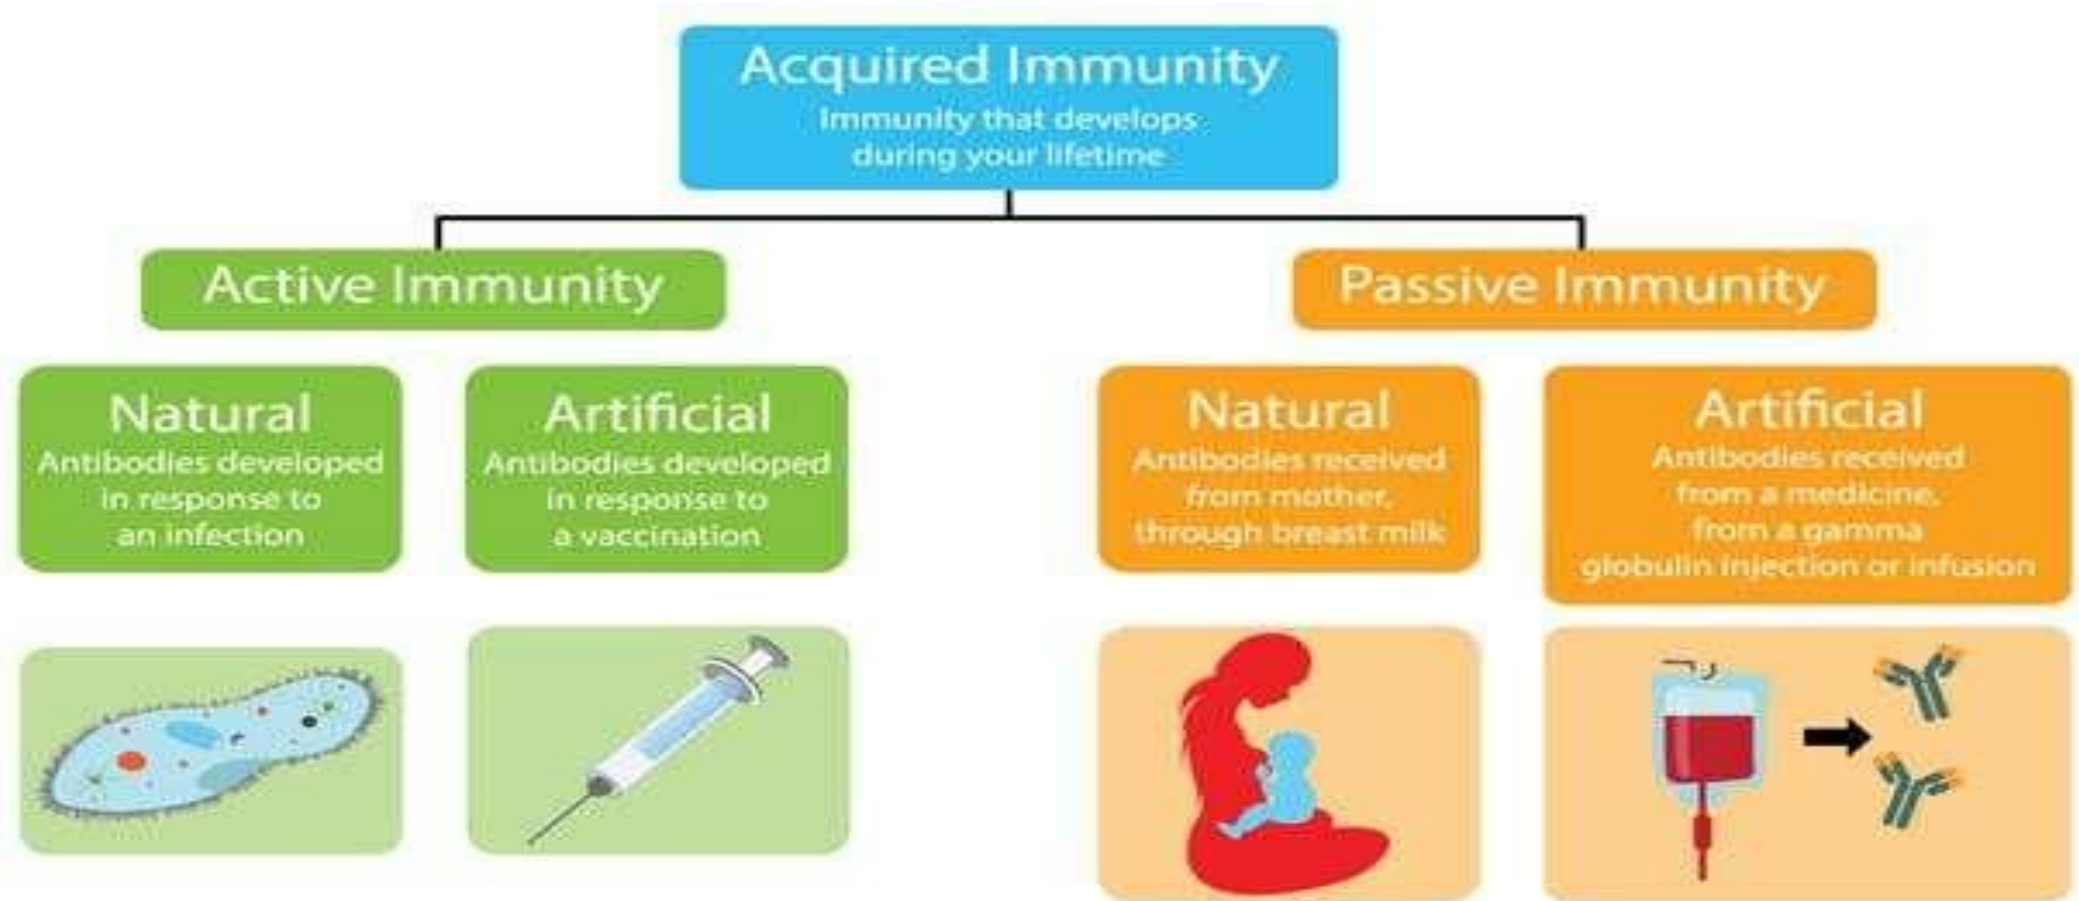 Acquired Immunity
Immunity that develops
during your lifetime
Active Immunity
Passive Immunity
Natural
Antibodies developed
in response to
an infection
Artificial
Antibodies developed
in response to
a vaccination
Natural
Antibodies received
from mother,
through breast milk
Artificial
Antibodies received
from a medicine,
from a gamma
globulin injection or infusion